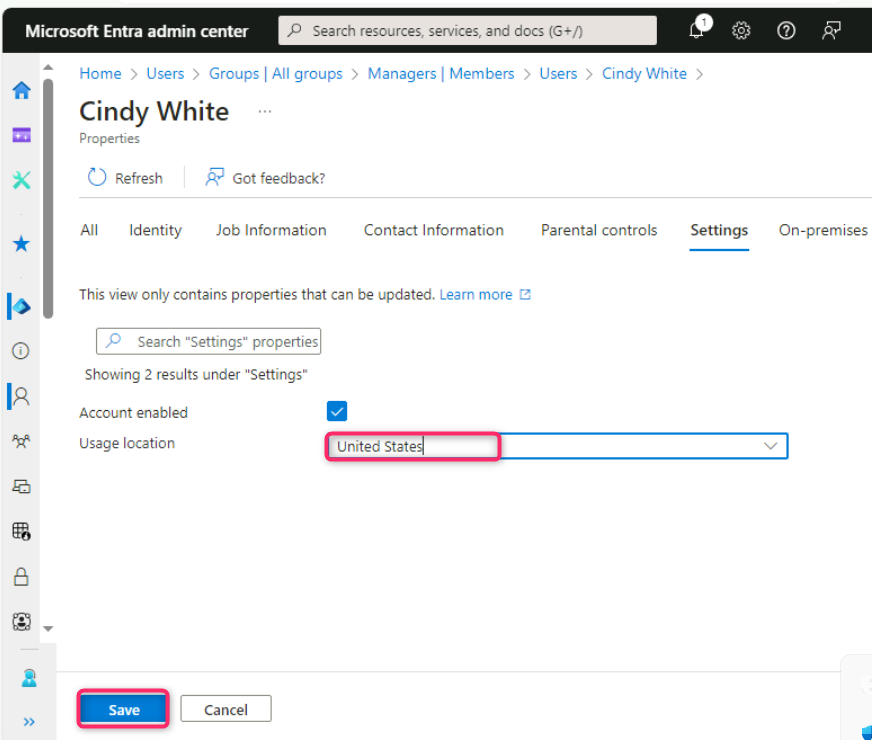 Microsoft Entra admin center
Search resources, services, and docs (G+/)
1
Home > Users > Groups | All groups > Managers | Members > Users > Cindy White >
Cindy White ...
Properties
Refresh
Got feedback?
All Identity Job Information Contact Information Parental controls Settings On-premises
This view only contains properties that can be updated. Learn more
Search "Settings" properties
Showing 2 results under "Settings"
Account enabled
Usage location
United States
Save
Cancel